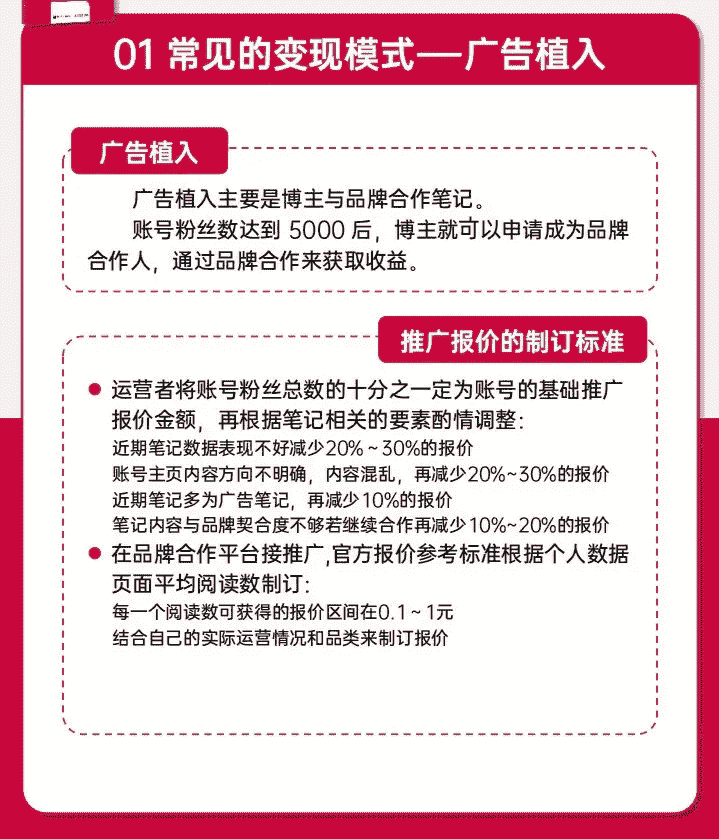 01 常见的变现模式——广告植入
广告植入
广告植入主要是博主与品牌合作笔记。
账号粉丝数达到 5000 后，博主就可以申请成为品牌
合作人，通过品牌合作来获取收益。
推广报价的制订标准
运营者将账号粉丝总数的十分之一定为账号的基础推广
报价金额，再根据笔记相关的要素酌情调整：
近期笔记数据表现不好减少20%~30%的报价
账号主页内容方向不明确，内容混乱，再减少20%~30%的报价
近期笔记多为广告笔记，再减少10%的报价
笔记内容与品牌契合度不够若继续合作再减少10%~20%的报价
在品牌合作平台接推广,官方报价参考标准根据个人数据
页面平均阅读数制订：
每一个阅读数可获得的报价区间在0.1~1元
结合自己的实际运营情况和品类来制订报价